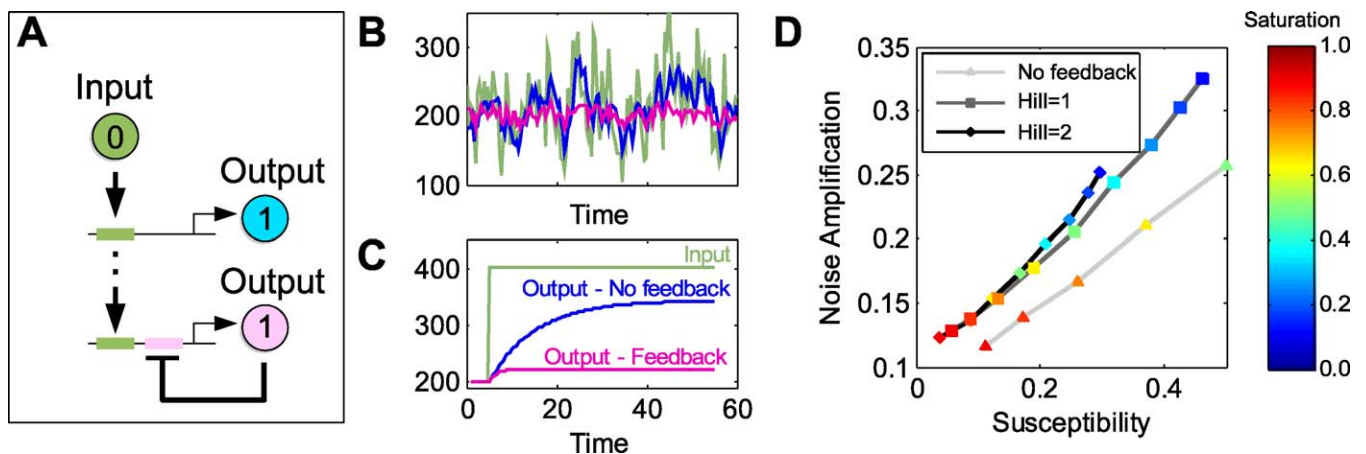 A
Input
0
Output
1
Output
1
B
300
200
100
Time
C
400
300
200
Input
Output - No feedback
Output - Feedback
0 20 40 60
Time
D
0.35
0.3
0.25
0.2
0.15
0.1
Noise Amplification
No feedback
Hill=1
Hill=2
0 0.2 0.4
Susceptibility
Saturation
1.0
0.8
0.6
0.4
0.2
0.0